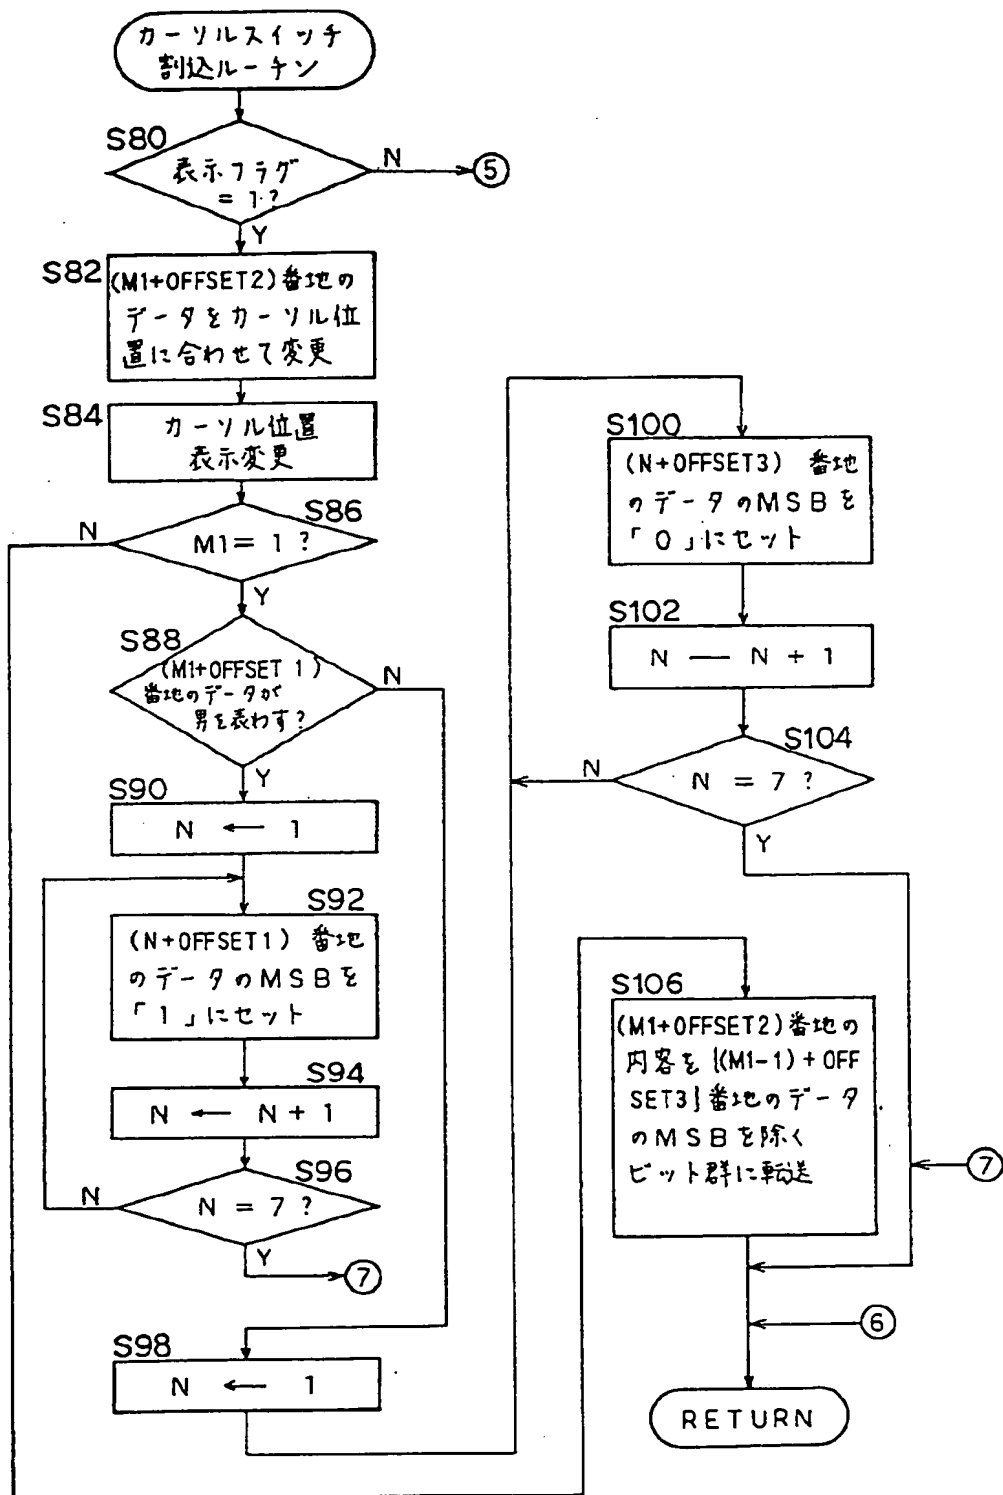 カーソルスイッチ
割込ルーチン
S80
表示フラグ
= 1?
N
⑤
Y
S82
(M1+OFFSET2)番地の
データをカーソル位
置に合わせて変更
S84
カーソル位置
表示変更
S86
N
M1= 1 ?
Y
S88
(M1+OFFSET 1)
番地のデータが
男を表わす?
N
Y
S90
N ← 1
S92
(N+OFFSET1) 番地
のデータのMSBを
「1」にセット
S94
N ← N + 1
S96
N
N = 7 ?
Y
⑦
S98
N ← 1
S100
(N+OFFSET3) 番地
のデータのMSBを
「0」にセット
S102
N — N + 1
S104
N
N = 7 ?
Y
S106
(M1+OFFSET2)番地の
内容を{(M1-1)+OFF
SET3}番地のデータ
のMSBを除く
ビット群に転送
⑦
⑥
RETURN